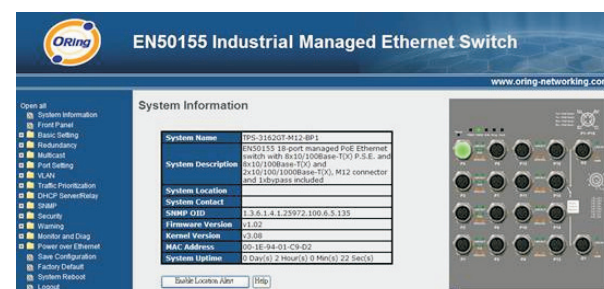 ORing
EN50155 Industrial Managed Ethernet Switch
www.oring-networking.com
Open all
System Information
Front Panel
Basic Setting
Redundancy
Multicast
Port Setting
VLAN
Traffic Prioritization
DHCP Server/Relay
SNMP
Security
Warning
Monitor and Diag
Power over Ethernet
Save Configuration
Factory Default
System Reboot
Logout
System Information
System Name TPS-3162GT-M12-BP1
System Description EN50155 18-port managed PoE Ethernet
switch with 8x10/100Base-T(X) P.S.E. and
8x10/100Base-T(X) and
2x10/100/1000Base-T(X), M12 connector
and 1xbypass included
System Location
System Contact
SNMP OID 1.3.6.1.4.1.25972.100.6.5.135
Firmware Version v1.02
Kernel Version v3.08
MAC Address 00-1E-94-01-C9-D2
System Uptime 0 Day(s) 2 Hour(s) 0 Min(s) 22 Sec(s)
Enable Location Alert Help